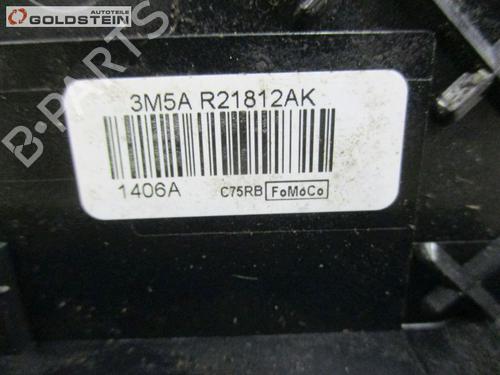 AUTOTEILE
GOLDSTEIN
B-PARTS
3M5A R21812AK
1406A
C75RB FoMoCo